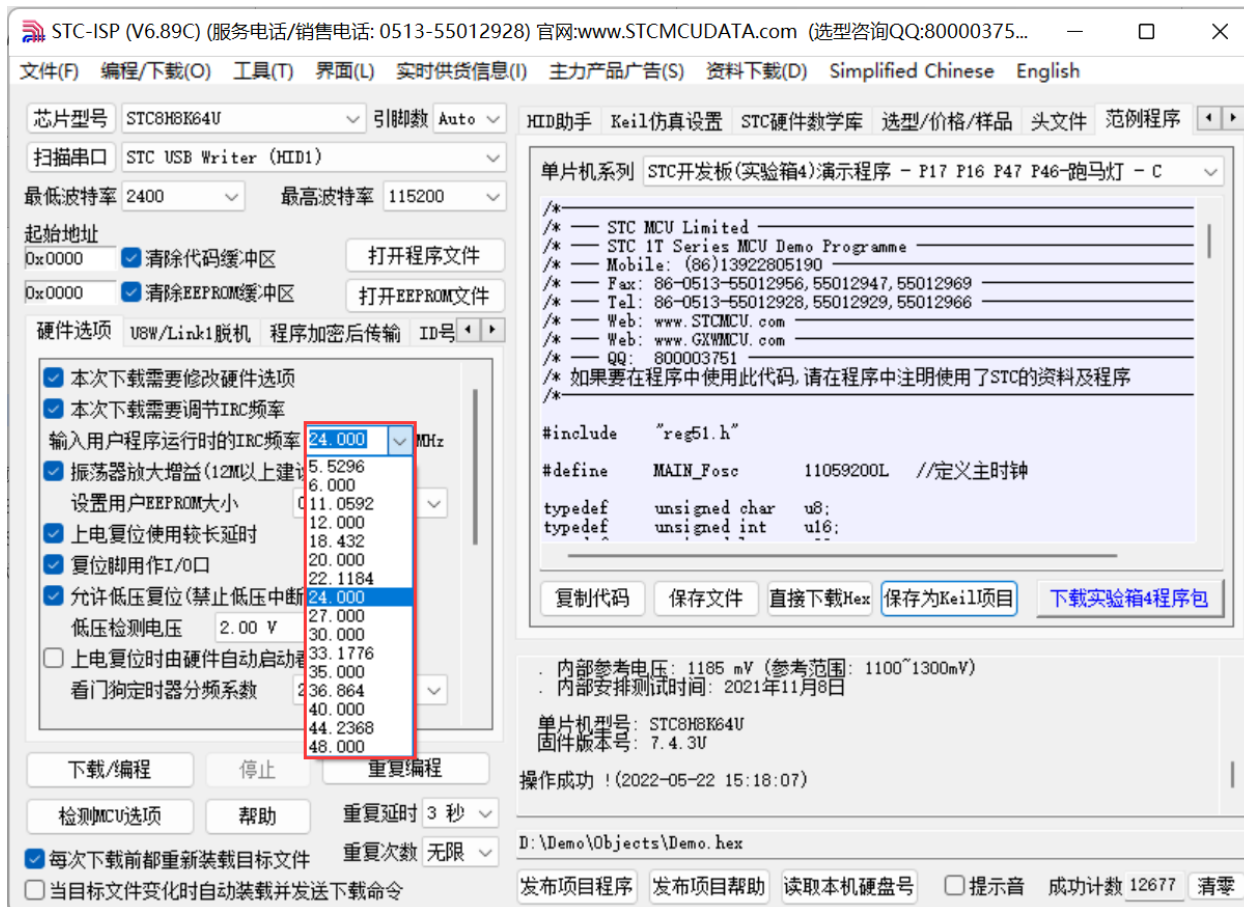 STC-ISP (V6.89C) (服务电话/销售电话: 0513-55012928) 官网:www.STCMCUDATA.com (选型咨询QQ:80000375...
文件(F) 编程/下载(O) 工具(T) 界面(L) 实时供货信息(I) 主力产品广告(S) 资料下载(D) Simplified Chinese English
芯片型号 STC8H8K64U 引脚数 Auto
扫描串口 STC USB Writer (HID1)
最低波特率 2400 最高波特率 115200
起始地址
0x0000 清除代码缓冲区 打开程序文件
0x0000 清除EEPROM缓冲区 打开EEPROM文件
硬件选项 U8W/Link1脱机 程序加密后传输 ID号
本次下载需要修改硬件选项
本次下载需要调节IRC频率
输入用户程序运行时的IRC频率 24.000 MHz
振荡器放大增益(12M以上建议
设置用户EEPROM大小
上电复位使用较长延时
复位脚用作I/O口
允许低压复位(禁止低压中断
低压检测电压 2.00 V
上电复位时由硬件自动启动看
看门狗定时器分频系数
5.5296
6.000
11.0592
12.000
18.432
20.000
22.1184
24.000
27.000
30.000
33.1776
35.000
36.864
40.000
44.2368
48.000
下载/编程 停止 重复编程
检测MCU选项 帮助 重复延时 3 秒
每次下载前都重新装载目标文件 重复次数 无限
当目标文件变化时自动装载并发送下载命令
HID助手 Keil仿真设置 STC硬件数学库 选型/价格/样品 头文件 范例程序
单片机系列 STC开发板(实验箱4)演示程序 - P17 P16 P47 P46-跑马灯 - C
/*
/* --- STC MCU Limited
/* --- STC 1T Series MCU Demo Programme
/* --- Mobile: (86)13922805190
/* --- Fax: 86-0513-55012956,55012947,55012969
/* --- Tel: 86-0513-55012928,55012929,55012966
/* --- Web: www.STCMCU.com
/* --- Web: www.GXWMCU.com
/* --- QQ: 800003751
/* 如果要在程序中使用此代码,请在程序中注明使用了STC的资料及程序
/*
#include "reg51.h"
#define MAIN_Fosc 11059200L //定义主时钟
typedef unsigned char u8;
typedef unsigned int u16;
复制代码 保存文件 直接下载Hex 保存为Keil项目 下载实验箱4程序包
. 内部参考电压: 1185 mV (参考范围: 1100~1300mV)
. 内部安排测试时间: 2021年11月8日
单片机型号: STC8H8K64U
固件版本号: 7.4.3U
操作成功 !(2022-05-22 15:18:07)
D:\Demo\Objects\Demo.hex
发布项目程序 发布项目帮助 读取本机硬盘号 提示音 成功计数 12677 清零